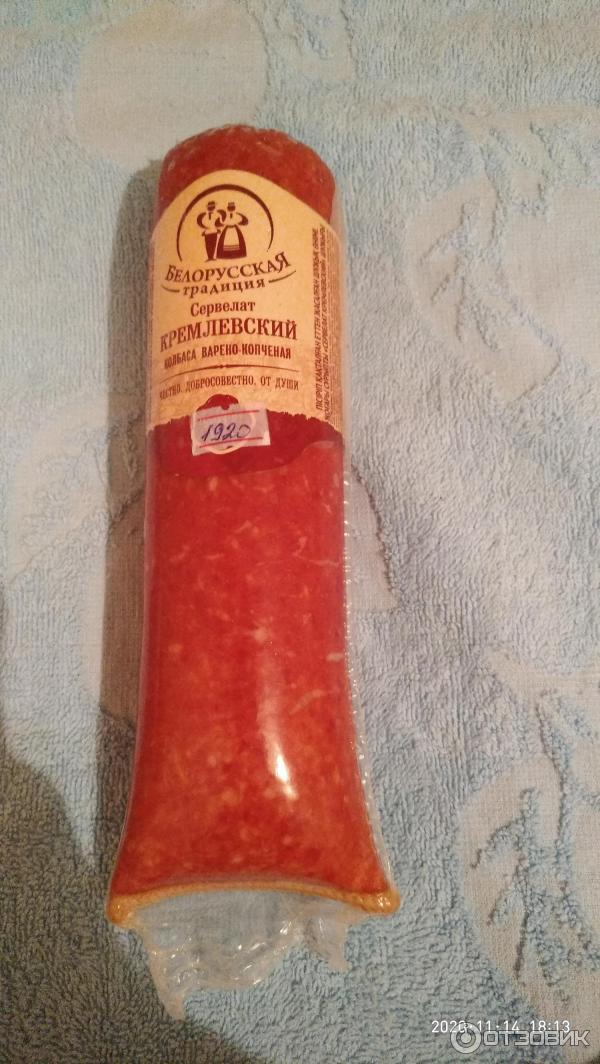 БЕЛОРУССКАЯ
традиция
Сервелат
КРЕМЛЕВСКИЙ
КОЛБАСА ВАРЕНО-КОПЧЕНАЯ
ЧЕСТНО, ДОБРОСОВЕСТНО, ОТ ДУШИ
1920
2020-11-14 18:13
ОТЗОВИК